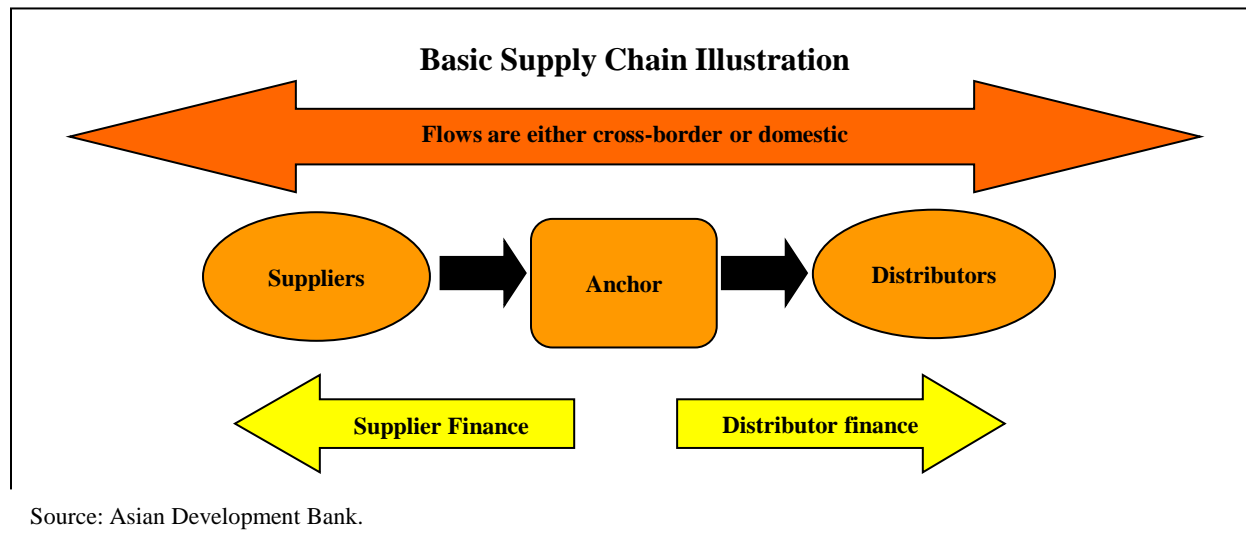 Basic Supply Chain Illustration
Flows are either cross-border or domestic
Suppliers
Anchor
Distributors
Supplier Finance
Distributor finance
Source: Asian Development Bank.